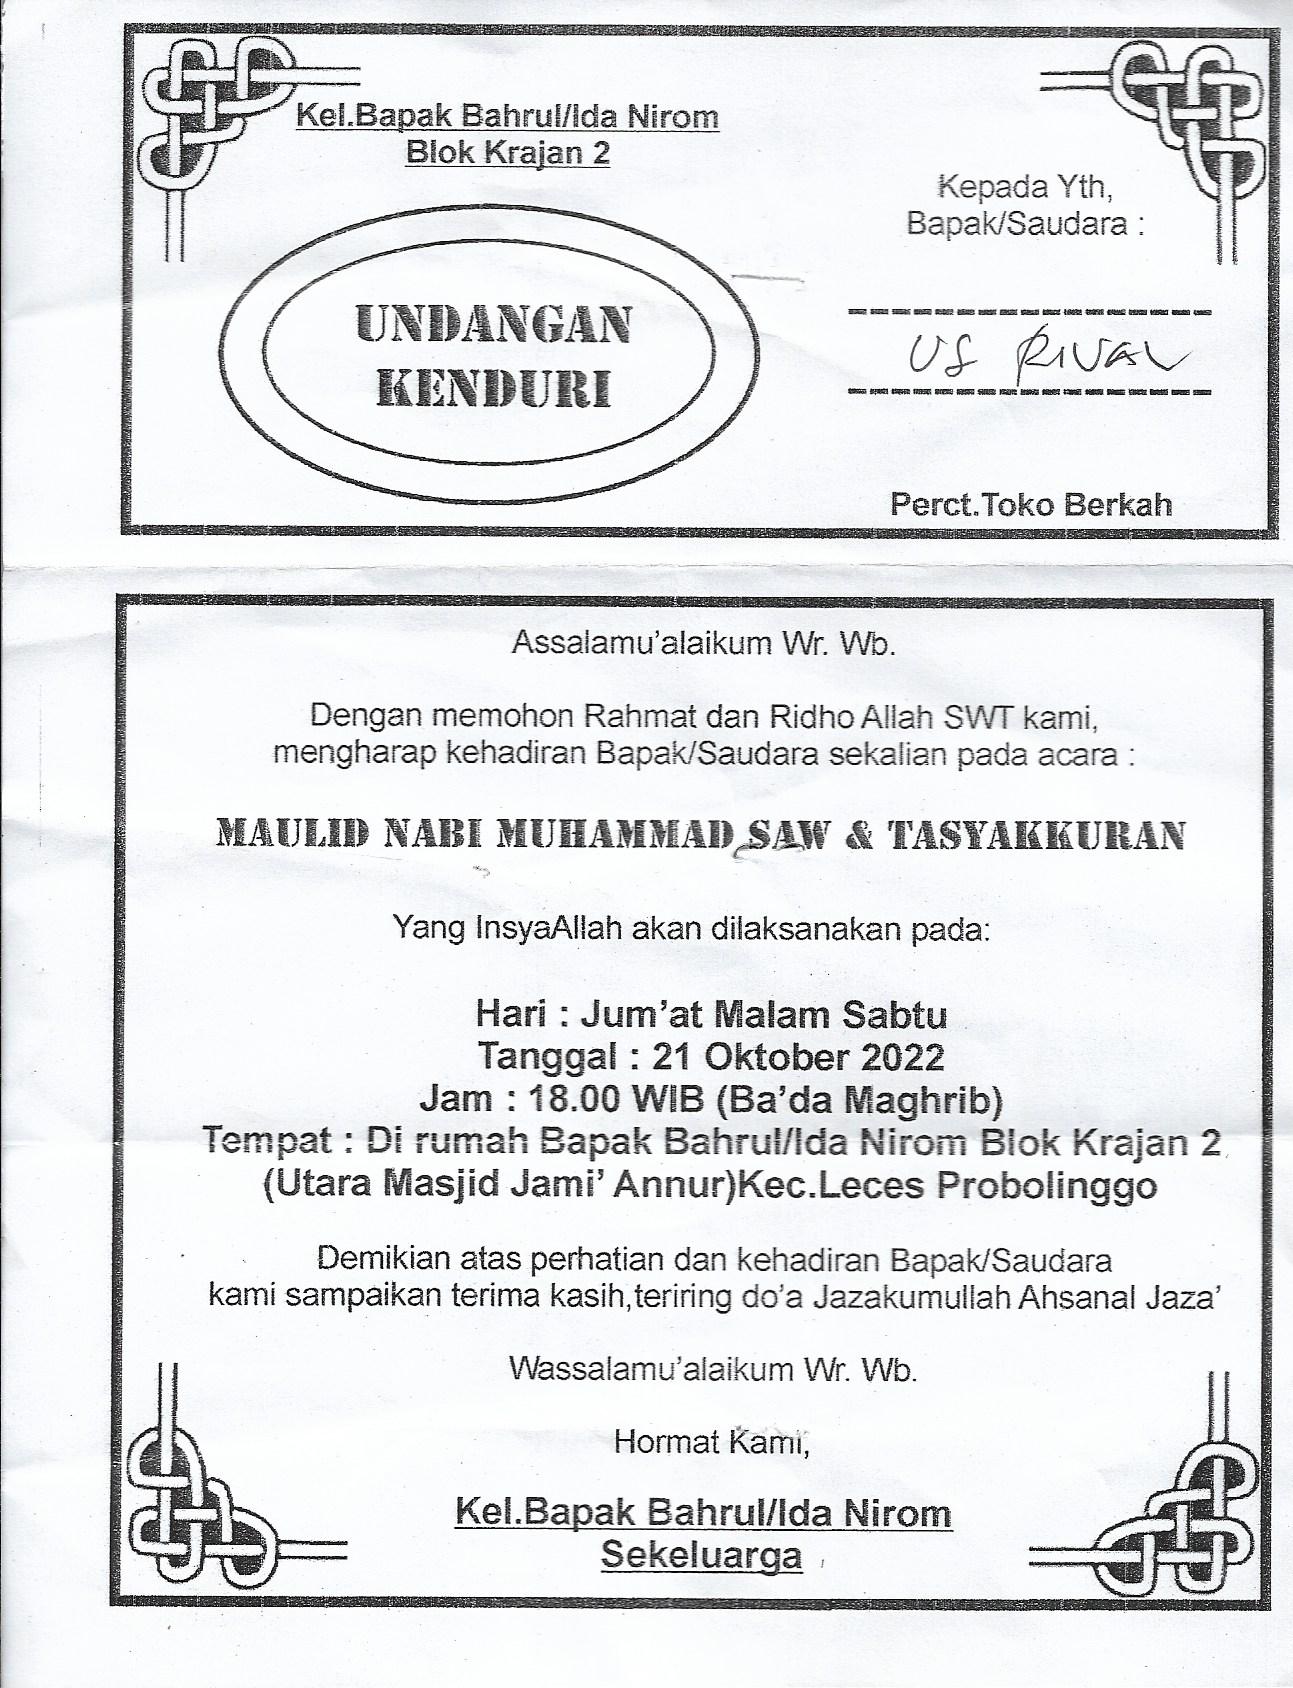 Kel.Bapak Bahrul/Ida Nirom
Blok Krajan 2
UNDANGAN
KENDURI
Kepada Yth,
Bapak/Saudara :
US RIVAL
Perct.Toko Berkah
Assalamu'alaikum Wr. Wb.
Dengan memohon Rahmat dan Ridho Allah SWT kami,
mengharap kehadiran Bapak/Saudara sekalian pada acara :
MAULID NABI MUHAMMAD SAW & TASYAKKURAN
Yang InsyaAllah akan dilaksanakan pada:
Hari : Jum'at Malam Sabtu
Tanggal : 21 Oktober 2022
Jam : 18.00 WIB (Ba'da Maghrib)
Tempat : Di rumah Bapak Bahrul/Ida Nirom Blok Krajan 2
(Utara Masjid Jami' Annur)Kec.Leces Probolinggo
Demikian atas perhatian dan kehadiran Bapak/Saudara
kami sampaikan terima kasih,teriring do'a Jazakumullah Ahsanal Jaza'
Wassalamu'alaikum Wr. Wb.
Hormat Kami,
Kel.Bapak Bahrul/Ida Nirom
Sekeluarga